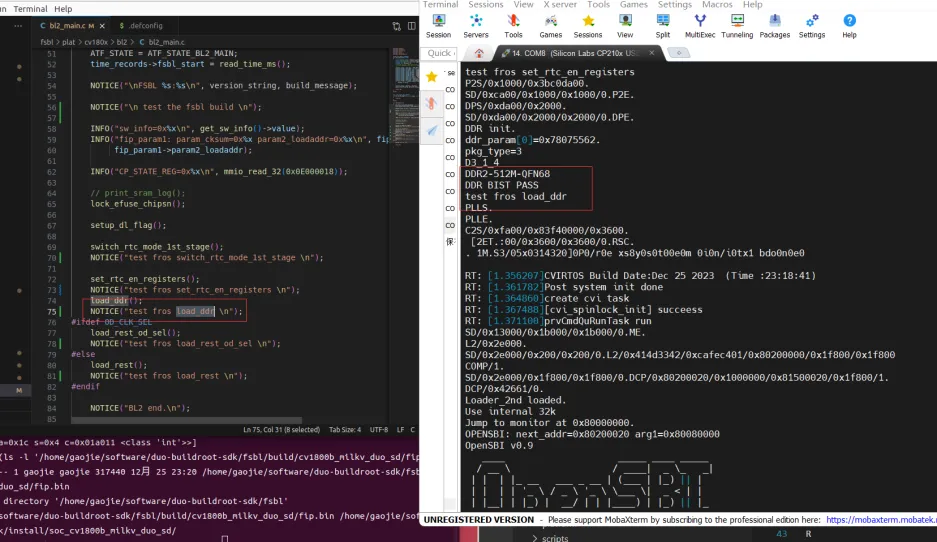 Terminal Help
C bl2_main.c M
$ .defconfig
fsbl > plat > cv180x > bl2 > C bl2_main.c
51 ATF_STATE = ATF_STATE_BL2_MAIN;
52 time_records->fsbl_start = read_time_ms();
53
54 NOTICE("\nFSBL %s:%s\n", version_string, build_message);
55
56 NOTICE("\n test the fsbl build \n");
57
58 INFO("sw_info=0x%x\n", get_sw_info()->value);
59 INFO("fip_param1: param_cksum=0x%x param2_loadaddr=0x%x\n", fip
60 fip_param1->param2_loadaddr);
61
62 INFO("CP_STATE_REG=0x%x\n", mmio_read_32(0x0E000018));
63
64 // print_sram_log();
65 lock_efuse_chipsn();
66
67 setup_dl_flag();
68
69 switch_rtc_mode_1st_stage();
70 NOTICE("test fros switch_rtc_mode_1st_stage \n");
71
72 set_rtc_en_registers();
73 NOTICE("test fros set_rtc_en_registers \n");
74 load_ddr();
75 NOTICE("test fros load_ddr \n");
76 #ifdef OD_CLK_SEL
77 load_rest_od_sel();
78 NOTICE("test fros load_rest_od_sel \n");
79 #else
80 load_rest();
81 NOTICE("test fros load_rest \n");
82 #endif
83
84 NOTICE("BL2 end.\n");
85
M
Ln 75, Col 31 (8 selected) Tab Size: 4 UTF-8 LF C
a=0x1c s=0x4 c=0x01a011 <class 'int'>>]
(ls -l '/home/gaojie/software/duo-buildroot-sdk/fsbl/build/cv1800b_milkv_duo_sd/fip
-- 1 gaojie gaojie 317440 12月 25 23:20 /home/gaojie/software/duo-buildroot-sdk/fsb
duo_sd/fip.bin
directory '/home/gaojie/software/duo-buildroot-sdk/fsbl'
software/duo-buildroot-sdk/fsbl/build/cv1800b_milkv_duo_sd/fip.bin /home/gaojie/sof
k/install/soc_cv1800b_milkv_duo_sd/
Terminal Sessions View X server Tools Games Settings Macros Help
Session Servers Tools Games Sessions View Split MultiExec Tunneling Packages Settings Help
Quick
14. COM8 (Silicon Labs CP210x US
test fros set_rtc_en_registers
P2S/0x1000/0x3bc0da00.
SD/0xca00/0x1000/0x1000/0.P2E.
DPS/0xda00/0x2000.
SD/0xda00/0x2000/0x2000/0.DPE.
DDR init.
ddr_param[0]=0x78075562.
pkg_type=3
D3_1_4
DDR2-512M-QFN68
DDR BIST PASS
test fros load_ddr
PLLS.
PLLE.
C2S/0xfa00/0x83f40000/0x3600.
[2ET.:00/0x3600/0x3600/0.RSC.
. 1M.S3/05x0314320]0P0/r0e xs8y0s0t00e0m 0i0n/i0tx1 bdo0n0e0
RT: [1.356207]CVIRTOS Build Date:Dec 25 2023 (Time :23:18:41)
RT: [1.361782]Post system init done
RT: [1.364860]create cvi task
RT: [1.367488][cvi_spinlock_init] succeess
RT: [1.371100]prvCmdQuRunTask run
SD/0x13000/0x1b000/0x1b000/0.ME.
L2/0x2e000.
SD/0x2e000/0x200/0x200/0.L2/0x414d3342/0xcafec401/0x80200000/0x1f800/0x1f800
COMP/1.
SD/0x2e000/0x1f800/0x1f800/0.DCP/0x80200020/0x1000000/0x81500020/0x1f800/1.
DCP/0x42661/0.
Loader_2nd loaded.
Use internal 32k
Jump to monitor at 0x80000000.
OPENSBI: next_addr=0x80200020 arg1=0x80080000
OpenSBI v0.9
UNREGISTERED VERSION - Please support MobaXterm by subscribing to the professional edition here: https://mobaxterm.mobatek.n
> scripts
43 R